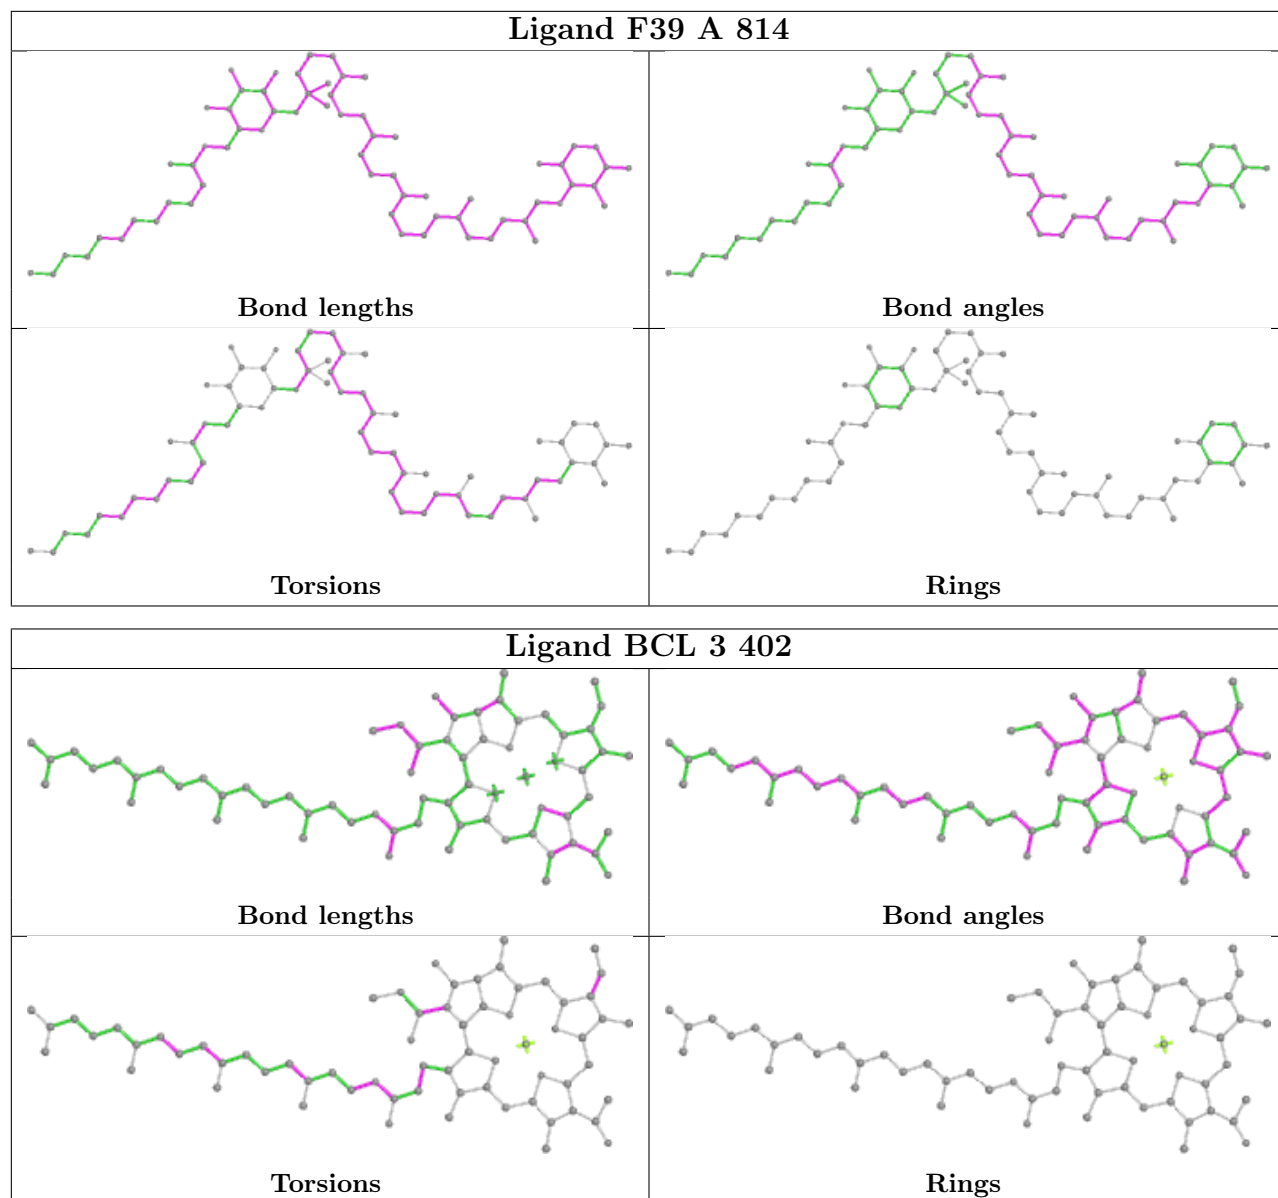 Ligand F39 A 814
Bond lengths
Bond angles
Torsions
Rings
Ligand BCL 3 402
Bond lengths
Bond angles
Torsions
Rings